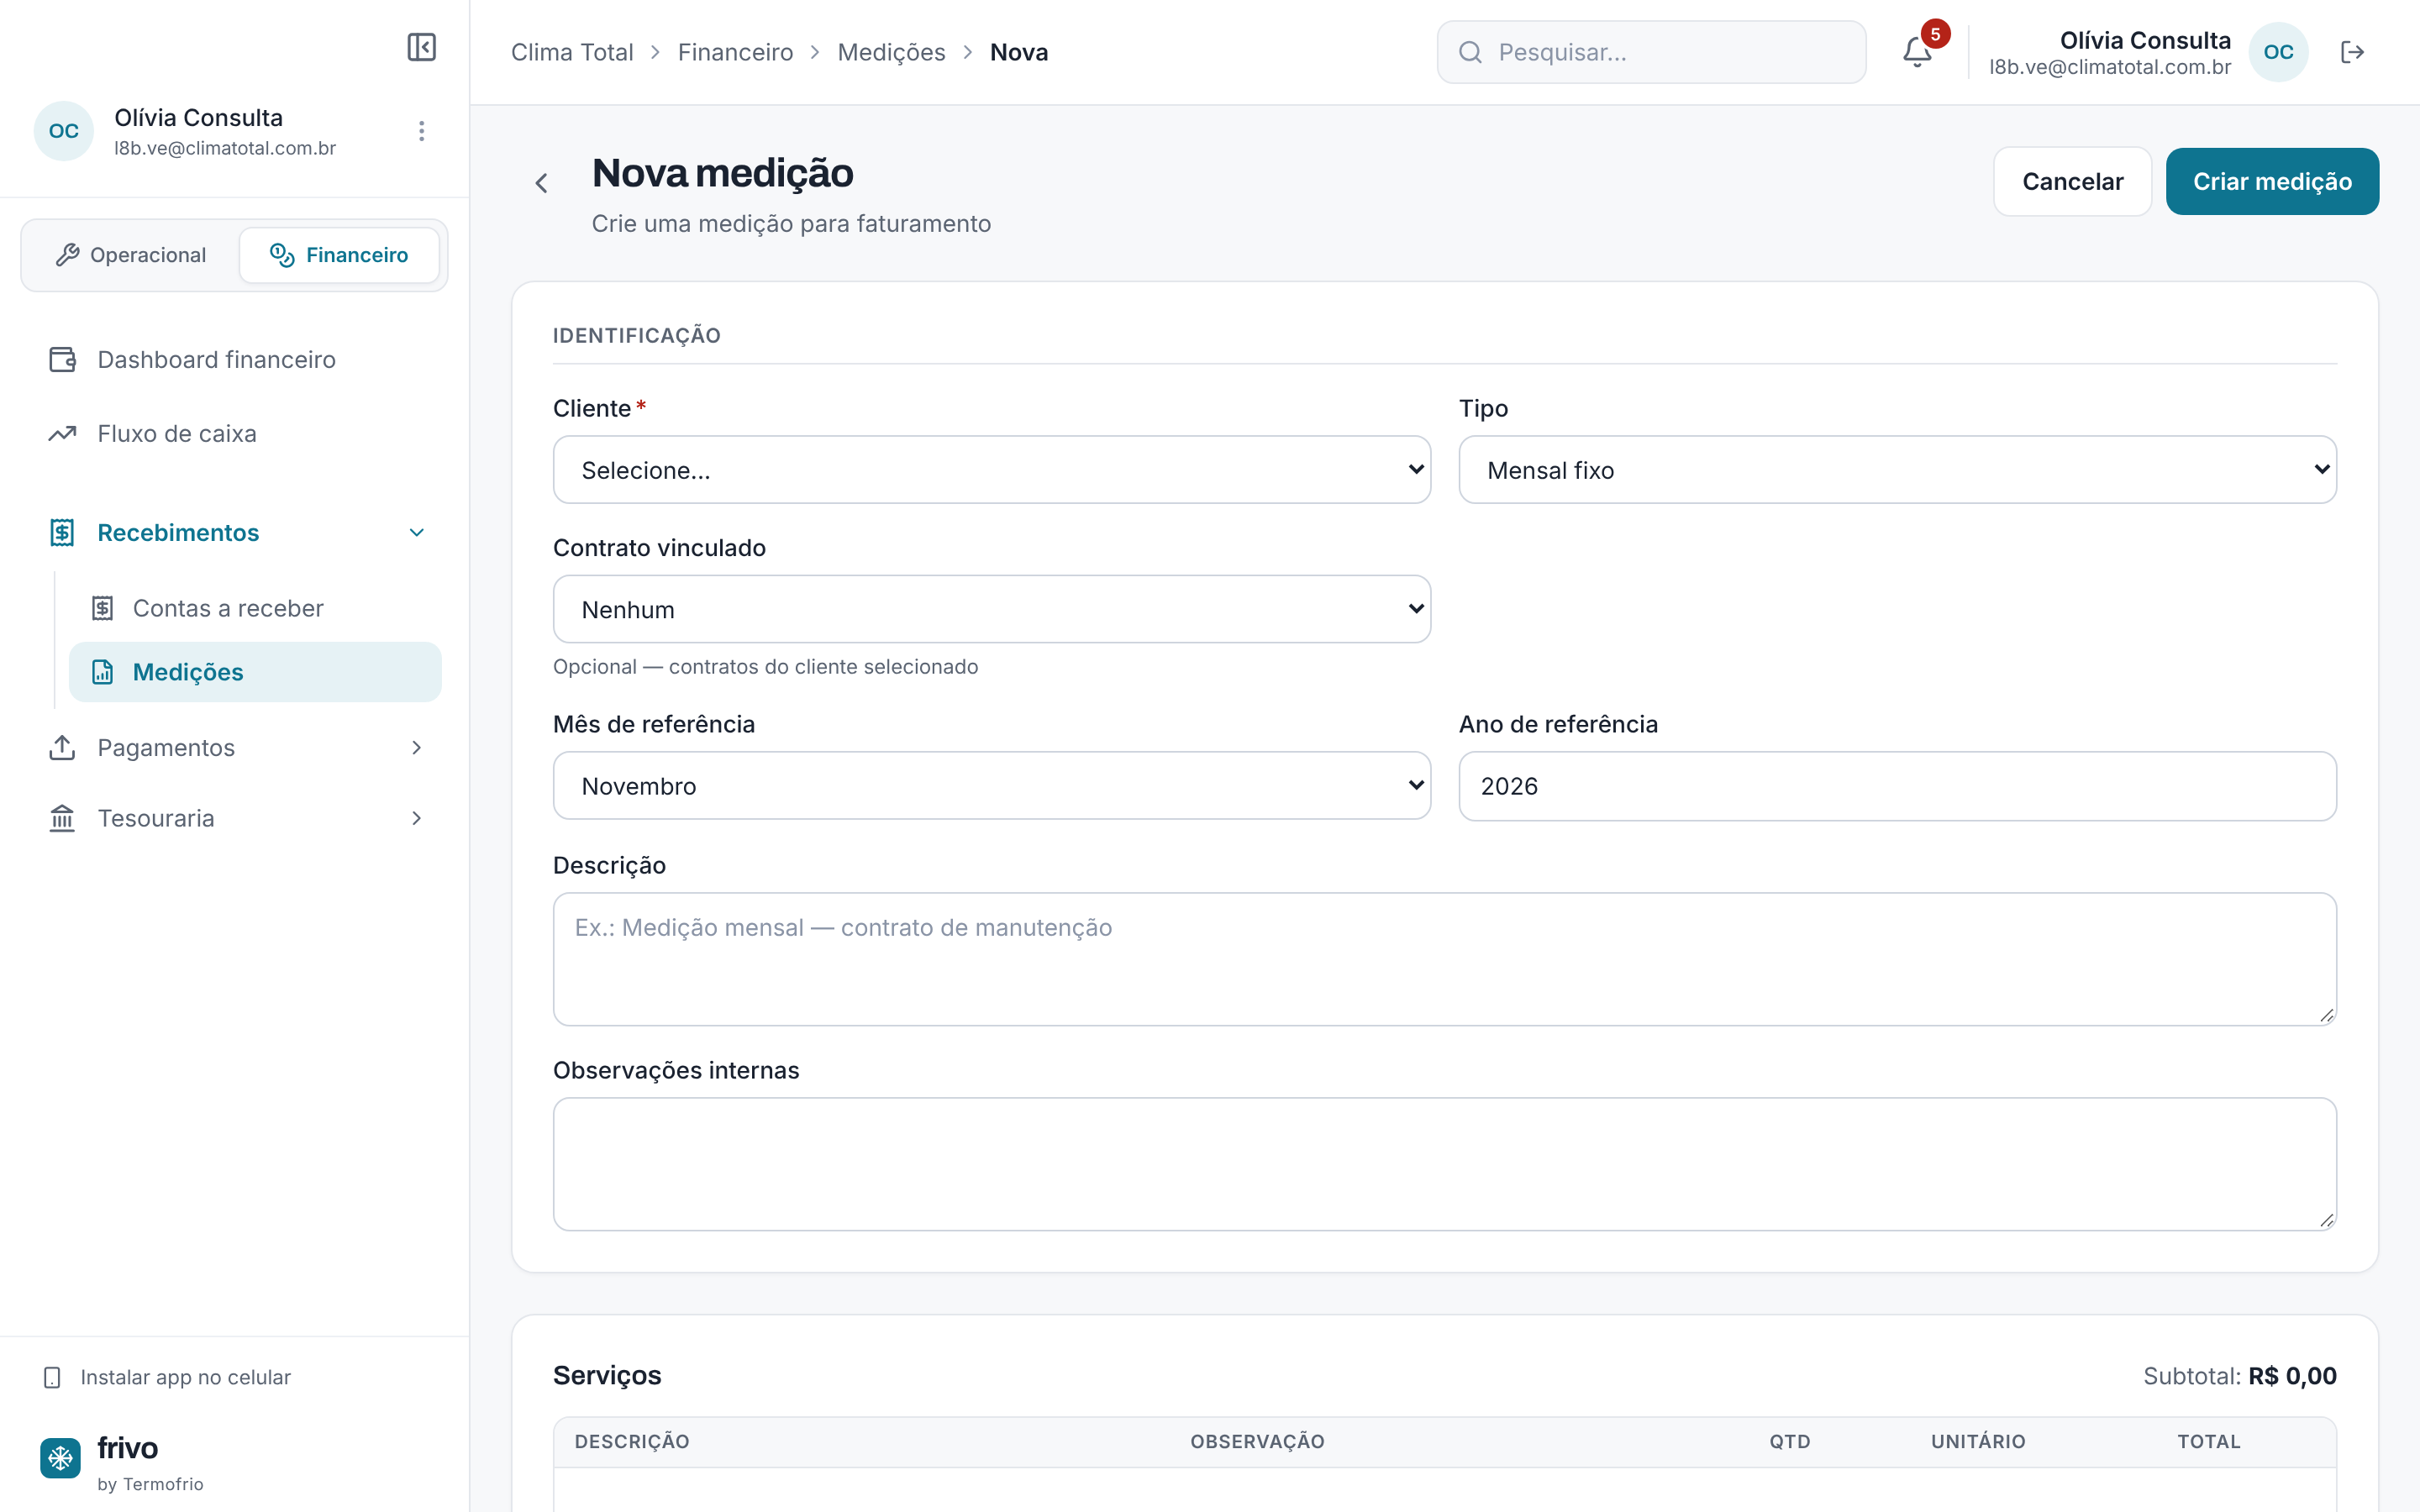 OC
Olívia Consulta
l8b.ve@climatotal.com.br
Operacional
Financeiro
Dashboard financeiro
Fluxo de caixa
Recebimentos
Contas a receber
Medições
Pagamentos
Tesouraria
Instalar app no celular
frivo
by Termofrio
Clima Total > Financeiro > Medições > Nova
Pesquisar...
5
Olívia Consulta
l8b.ve@climatotal.com.br
OC
Nova medição
Crie uma medição para faturamento
Cancelar
Criar medição
IDENTIFICAÇÃO
Cliente*
Selecione...
Tipo
Mensal fixo
Contrato vinculado
Nenhum
Opcional — contratos do cliente selecionado
Mês de referência
Novembro
Ano de referência
2026
Descrição
Ex.: Medição mensal — contrato de manutenção
Observações internas
Serviços
Subtotal: R$ 0,00
DESCRIÇÃO OBSERVAÇÃO QTD UNITÁRIO TOTAL